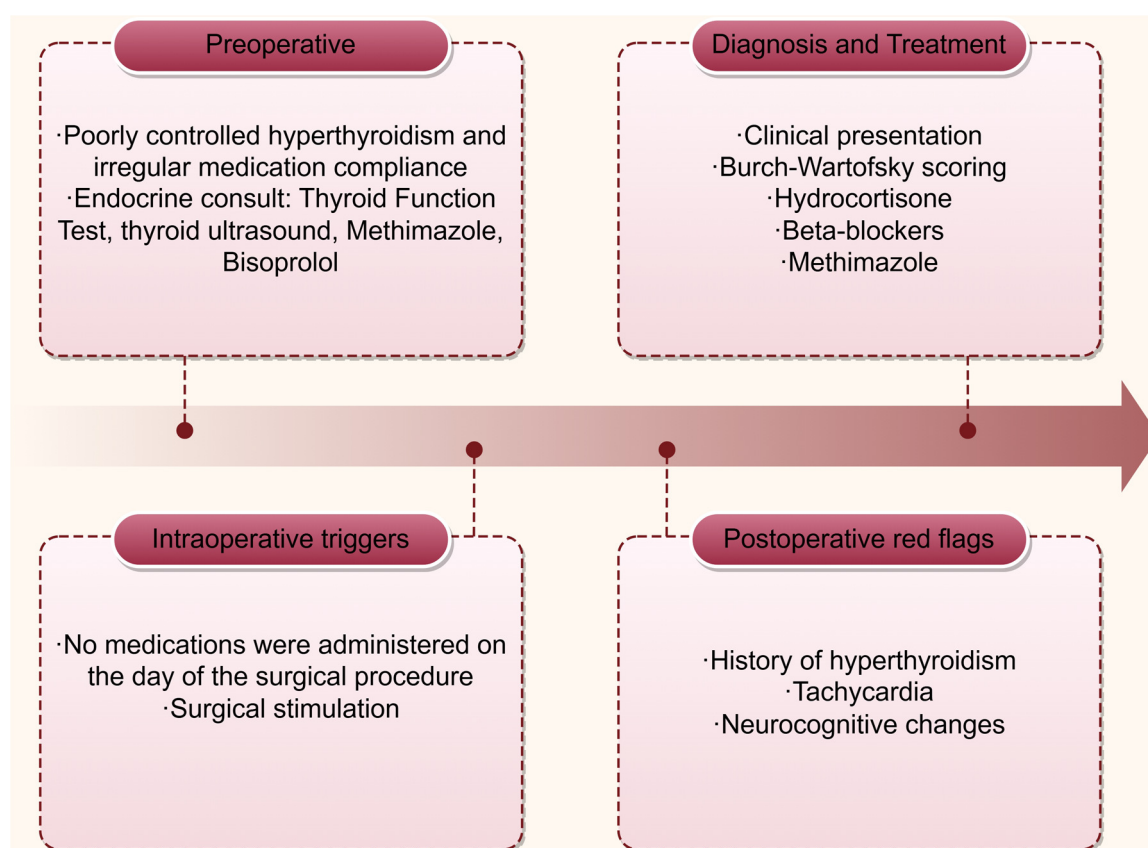 Preoperative
·Poorly controlled hyperthyroidism and
irregular medication compliance
·Endocrine consult: Thyroid Function
Test, thyroid ultrasound, Methimazole,
Bisoprolol
Diagnosis and Treatment
·Clinical presentation
·Burch-Wartofsky scoring
·Hydrocortisone
·Beta-blockers
·Methimazole
Intraoperative triggers
·No medications were administered on
the day of the surgical procedure
·Surgical stimulation
Postoperative red flags
·History of hyperthyroidism
·Tachycardia
·Neurocognitive changes